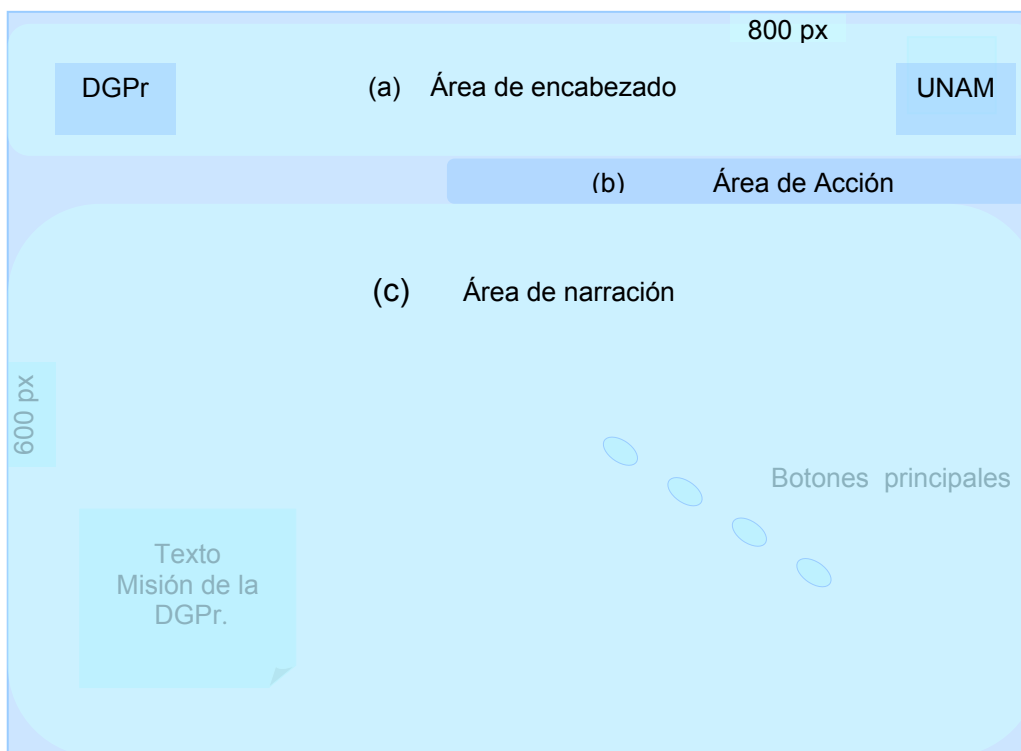 800 px
DGPr
(a) Área de encabezado
UNAM
(b) Área de Acción
(c) Área de narración
600 px
Botones principales
Texto
Misión de la
DGPr.